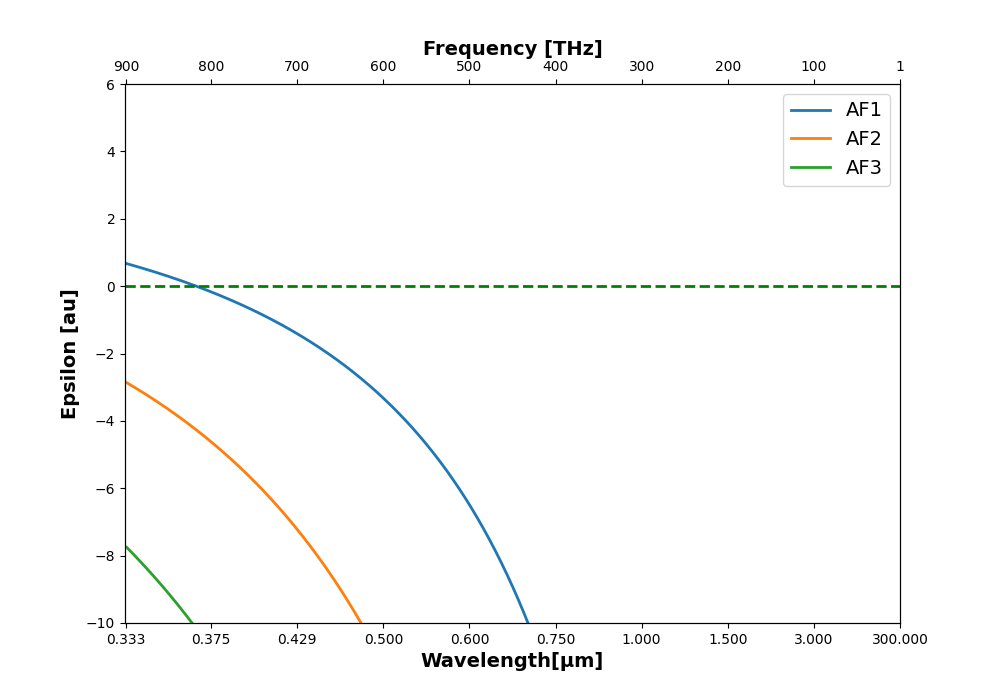 Frequency [THz]
900 800 700 600 500 400 300 200 100 1
AF1
AF2
AF3
6
4
2
0
−2
−4
−6
−8
−10
Epsilon [au]
0.333 0.375 0.429 0.500 0.600 0.750 1.000 1.500 3.000 300.000
Wavelength[μm]